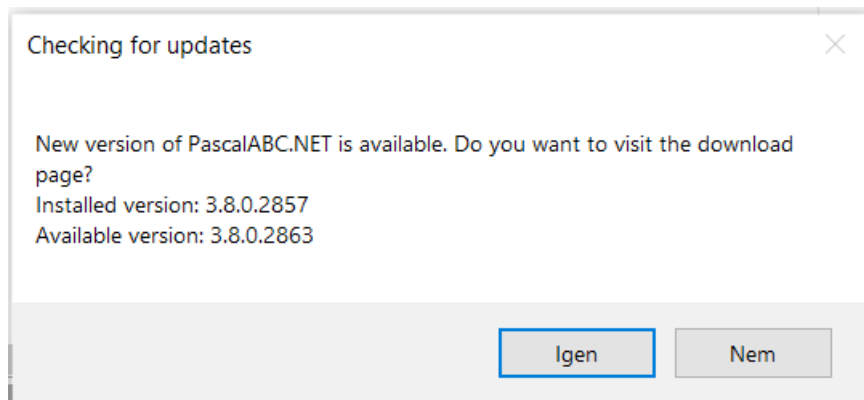 Checking for updates
New version of PascalABC.NET is available. Do you want to visit the download
page?
Installed version: 3.8.0.2857
Available version: 3.8.0.2863
Igen
Nem